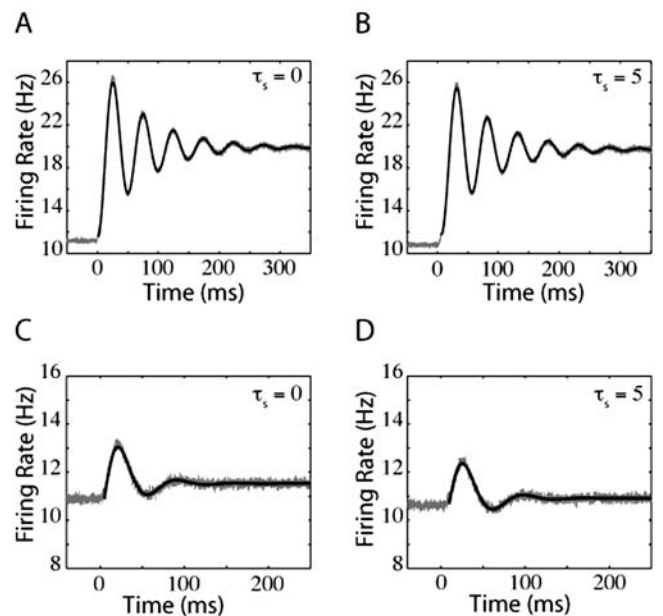 A
Firing Rate (Hz)
26
22
18
14
10
τs = 0
0 100 200 300
Time (ms)
B
Firing Rate (Hz)
26
22
18
14
10
τs = 5
0 100 200 300
Time (ms)
C
Firing Rate (Hz)
16
14
12
10
8
τs = 0
0 100 200
Time (ms)
D
Firing Rate (Hz)
16
14
12
10
8
τs = 5
0 100 200
Time (ms)